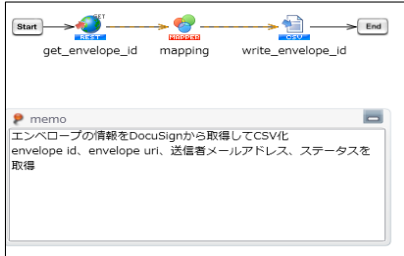 Start
GET
REST
MAPPER
CSV
End
get_envelope_id
mapping
write_envelope_id
memo
エンベロープの情報をDocuSignから取得してCSV化
envelope id、envelope uri、送信者メールアドレス、ステータスを
取得